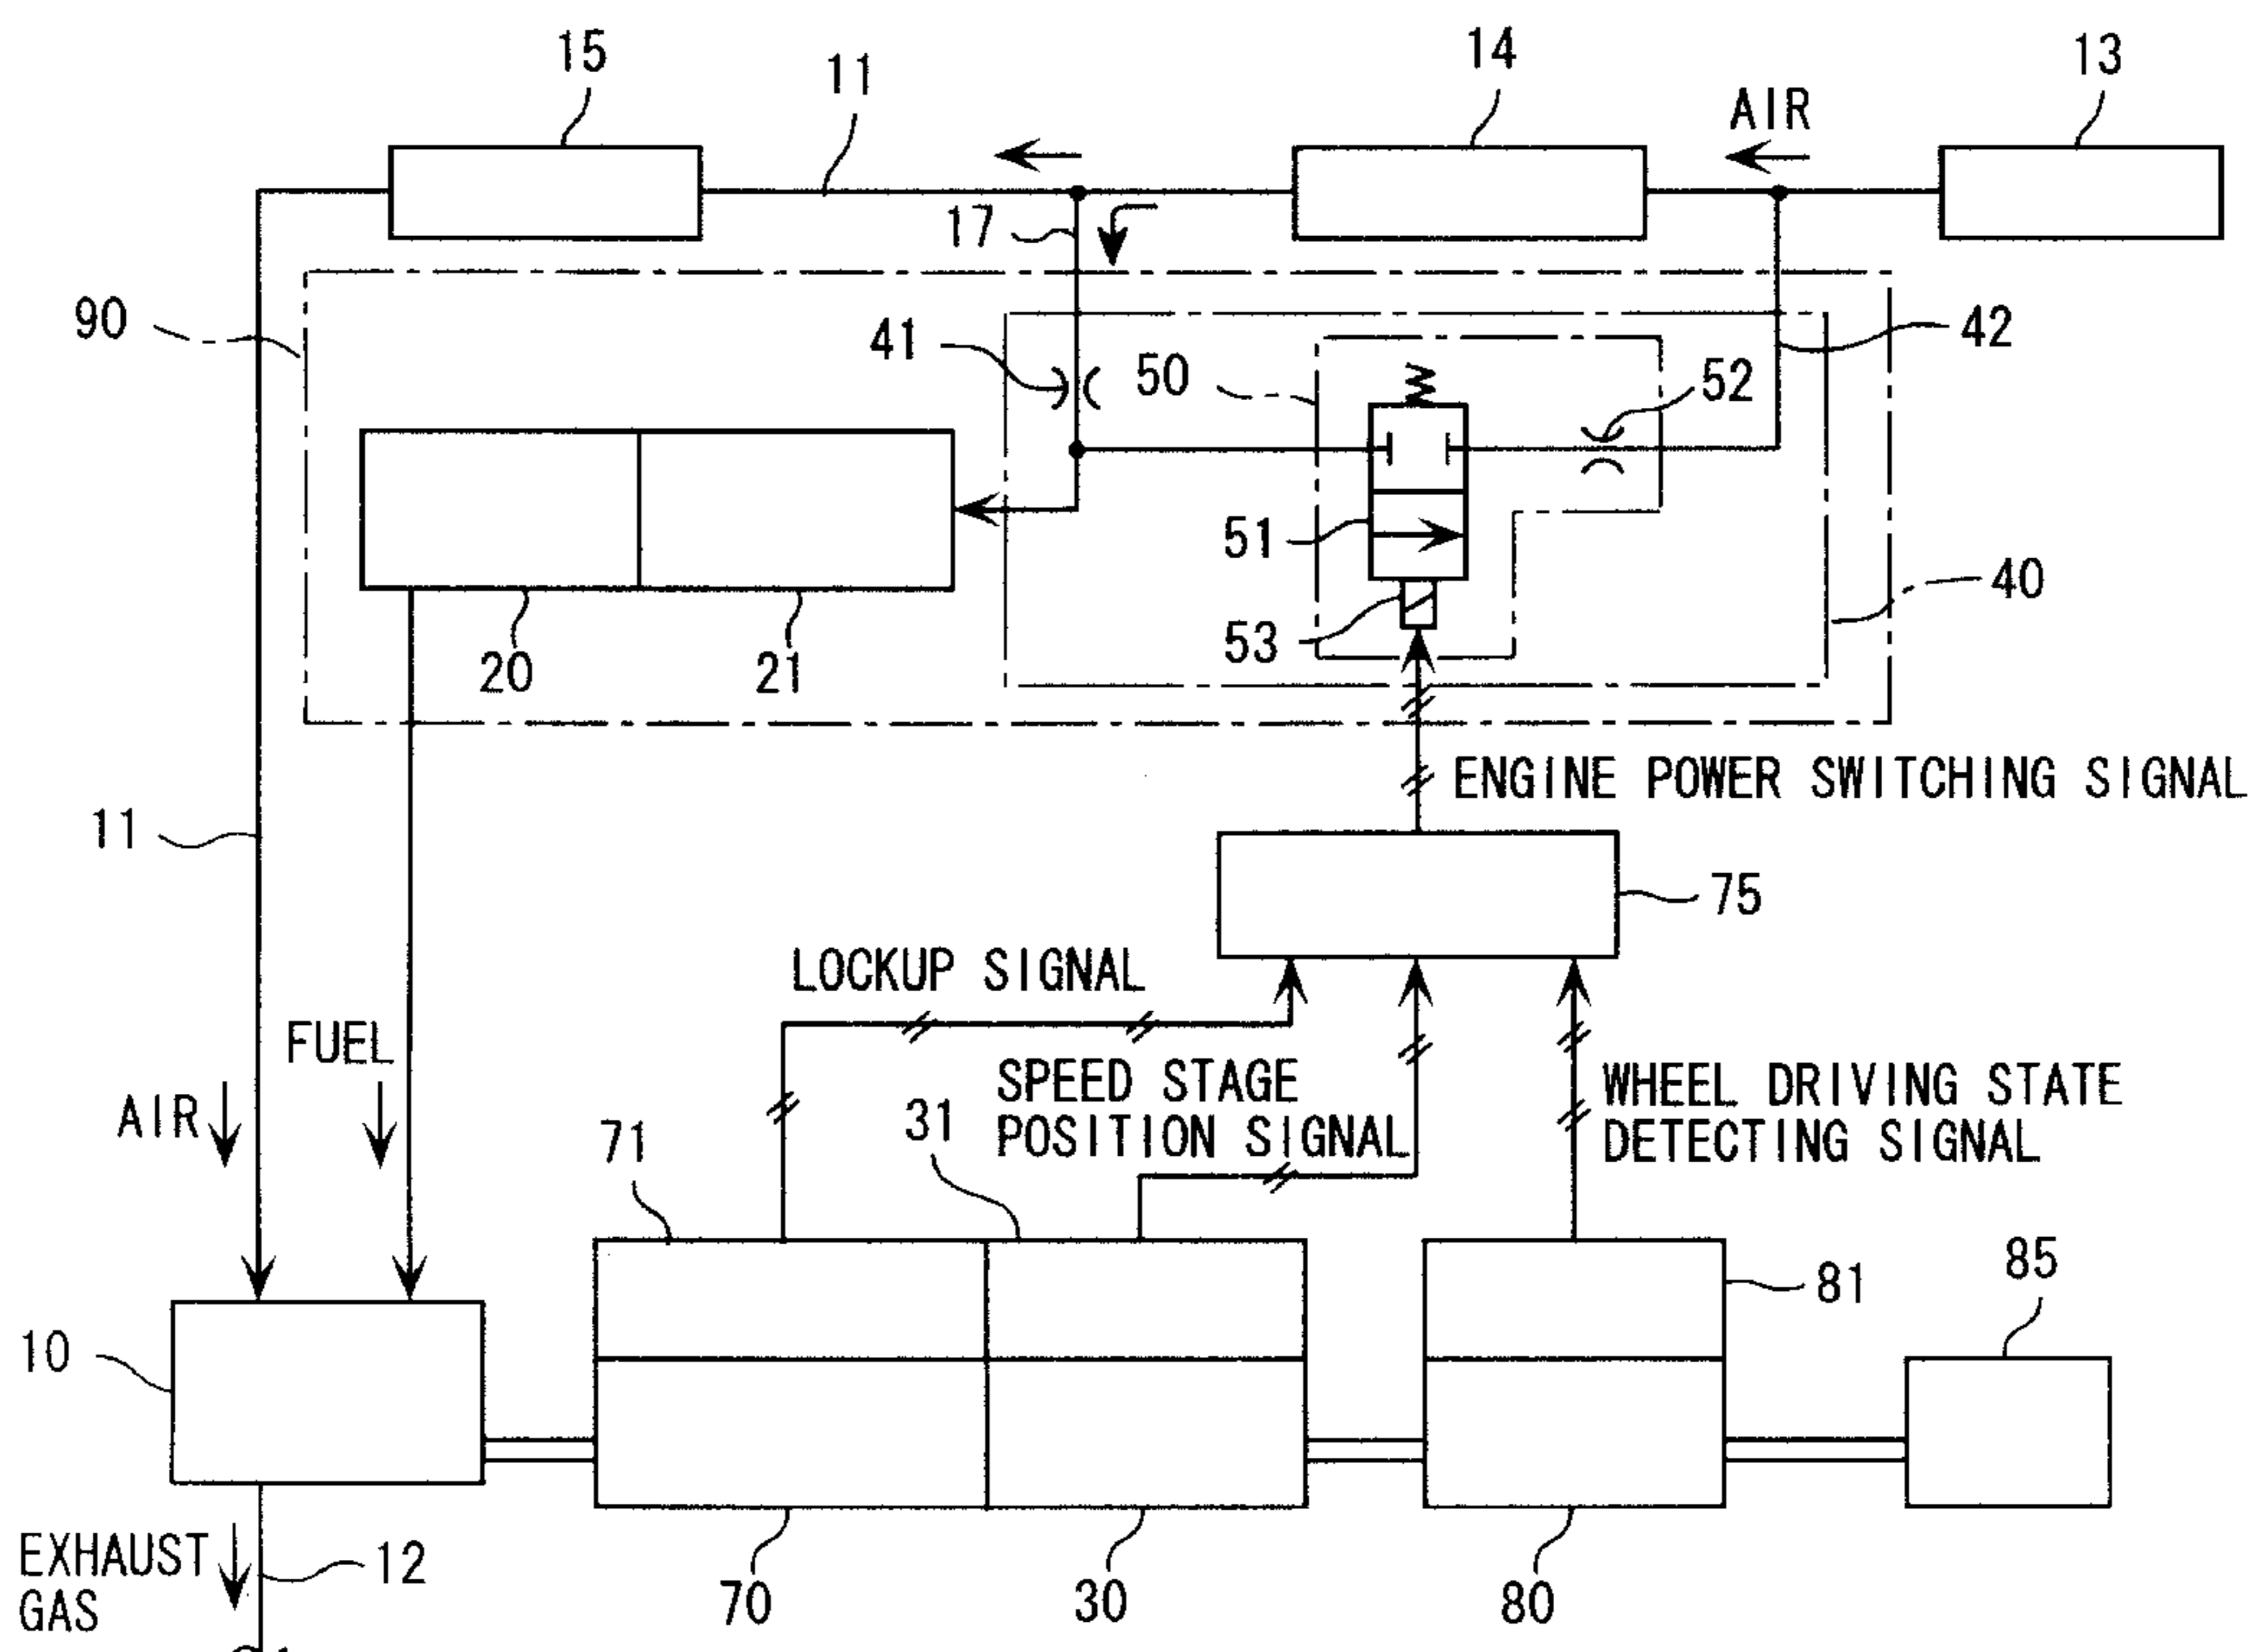 15
11
14
13
AIR
17
90
41
50
52
42
51
53
40
20
21
ENGINE POWER SWITCHING SIGNAL
11
75
LOCKUP SIGNAL
FUEL
SPEED STAGE
POSITION SIGNAL
WHEEL DRIVING STATE
DETECTING SIGNAL
AIR
71
31
81
85
10
EXHAUST
GAS
12
70
30
80